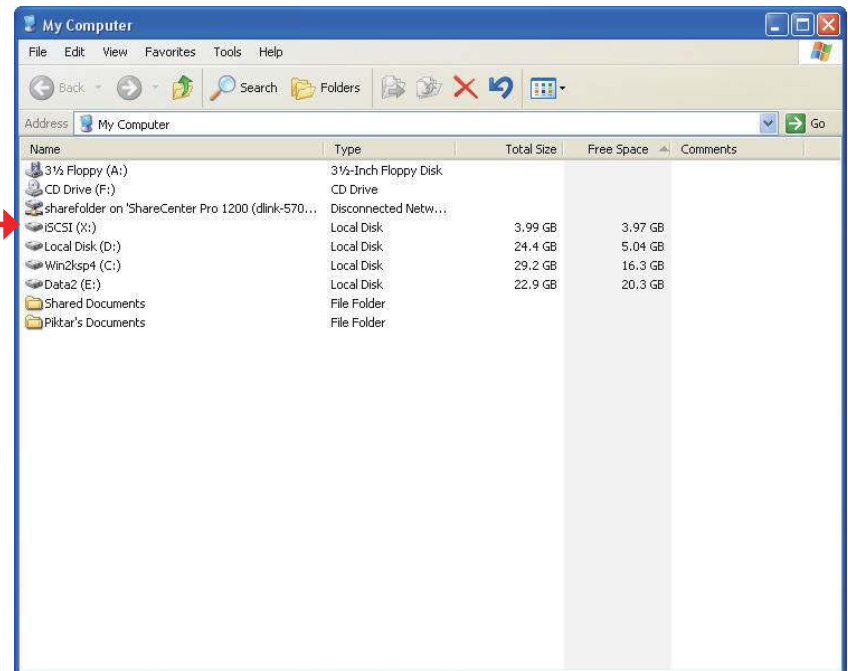 My Computer
File Edit View Favorites Tools Help
Back Search Folders
Address My Computer Go
Name Type Total Size Free Space Comments
3½ Floppy (A:) 3½-Inch Floppy Disk
CD Drive (F:) CD Drive
sharefolder on 'ShareCenter Pro 1200 (dlink-570... Disconnected Netw...
iSCSI (X:) Local Disk 3.99 GB 3.97 GB
Local Disk (D:) Local Disk 24.4 GB 5.04 GB
Win2ksp4 (C:) Local Disk 29.2 GB 16.3 GB
Data2 (E:) Local Disk 22.9 GB 20.3 GB
Shared Documents File Folder
Piktar's Documents File Folder